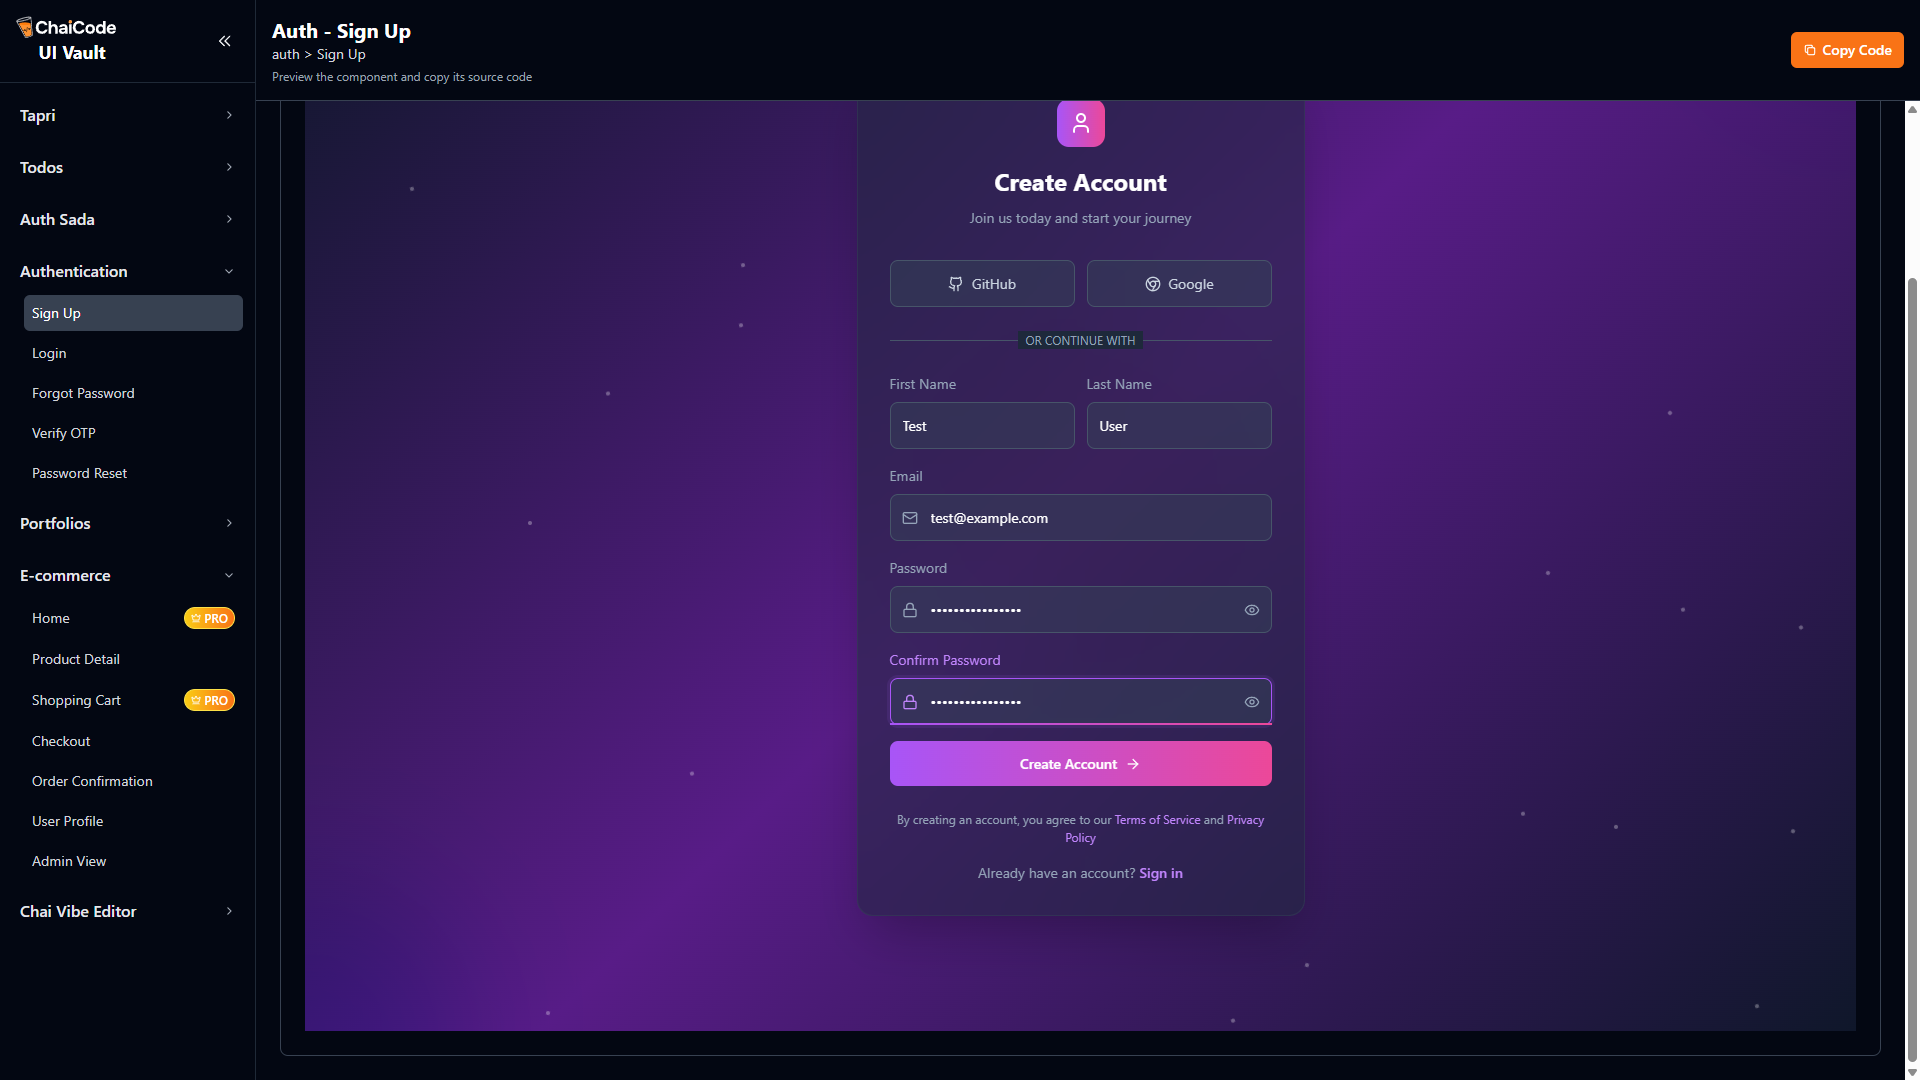 ChaiCode
UI Vault
Tapri
Todos
Auth Sada
Authentication
Sign Up
Login
Forgot Password
Verify OTP
Password Reset
Portfolios
E-commerce
Home
PRO
Product Detail
Shopping Cart
PRO
Checkout
Order Confirmation
User Profile
Admin View
Chai Vibe Editor
Auth - Sign Up
auth > Sign Up
Preview the component and copy its source code
Copy Code
Create Account
Join us today and start your journey
GitHub
Google
OR CONTINUE WITH
First Name
Last Name
Test
User
Email
test@example.com
Password
•••••••••••••••
Confirm Password
•••••••••••••••
Create Account
By creating an account, you agree to our Terms of Service and Privacy
Policy
Already have an account? Sign in